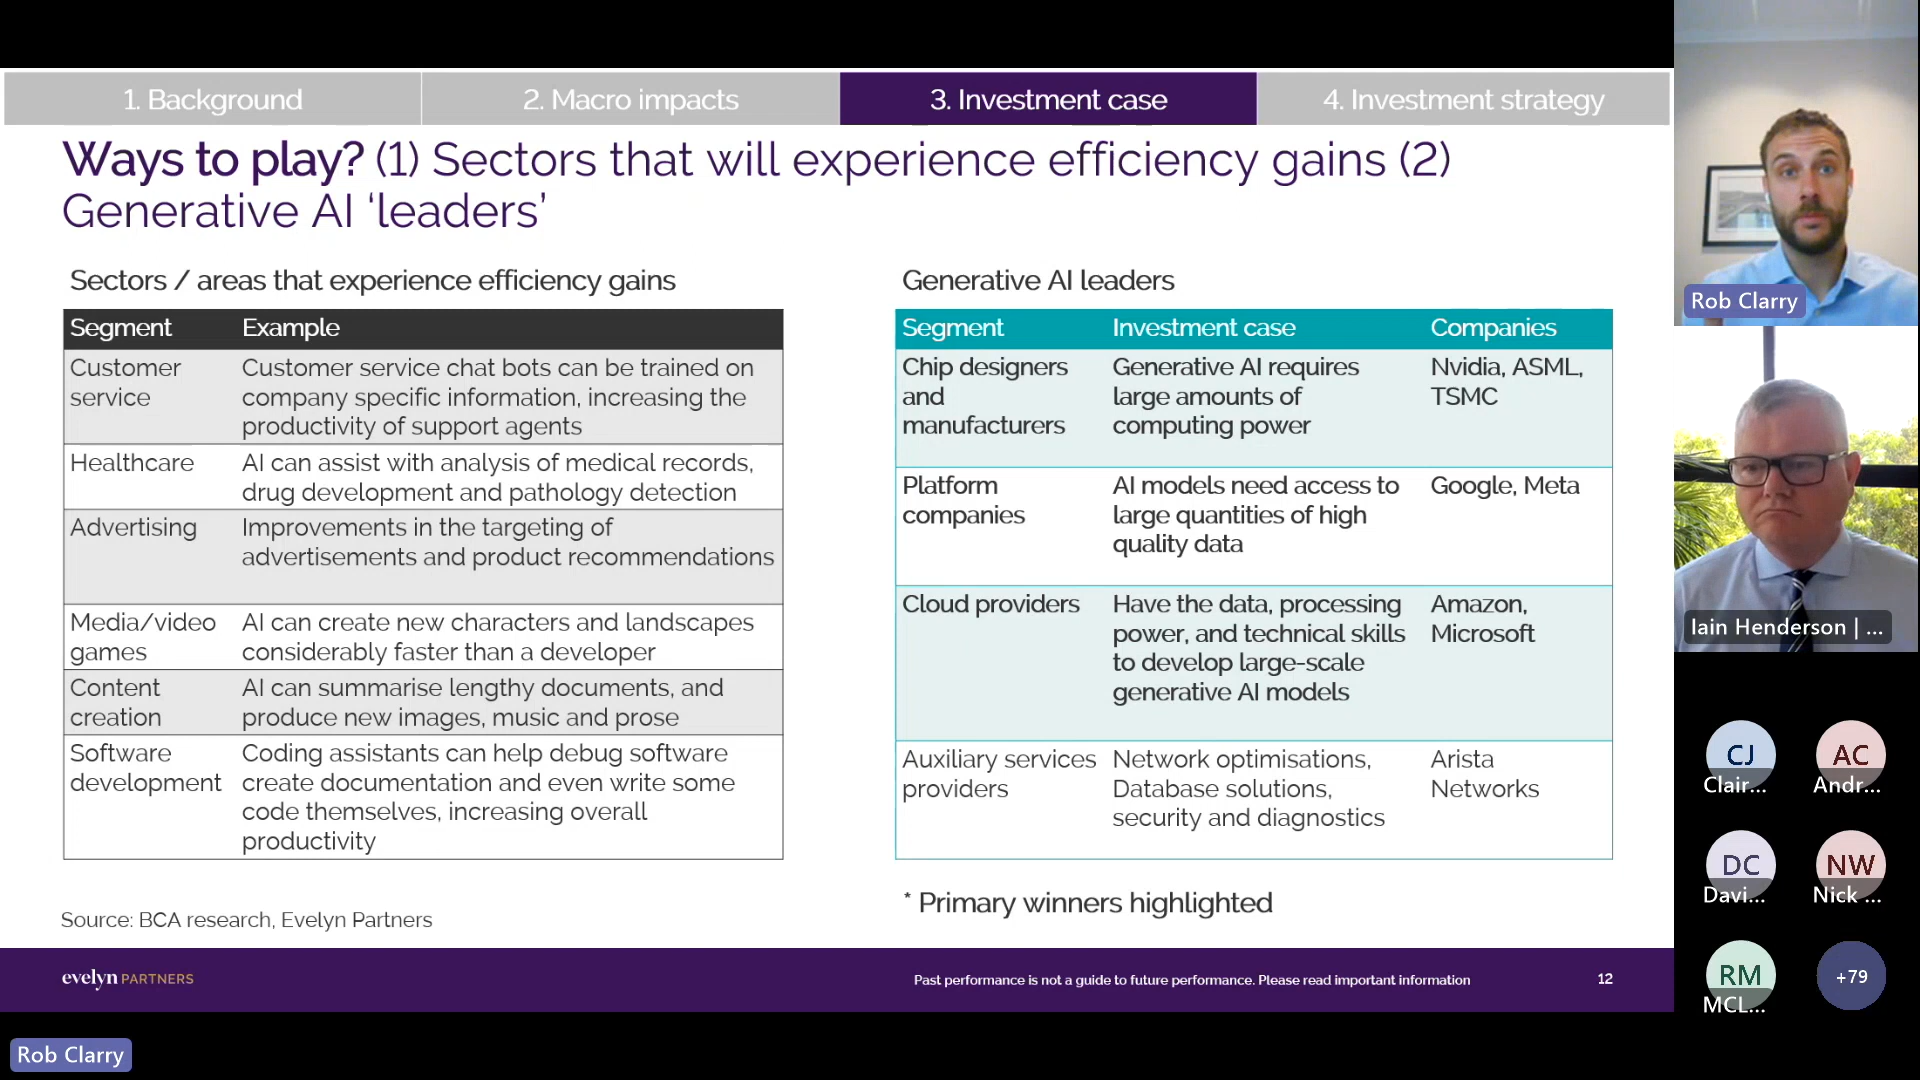 1. Background
2. Macro impacts
3. Investment case
4. Investment strategy
Ways to play? (1) Sectors that will experience efficiency gains (2)
Generative AI ‘leaders’
Sectors / areas that experience efficiency gains
Segment Example
Customer service
Customer service chat bots can be trained on
company specific information, increasing the
productivity of support agents
Healthcare
AI can assist with analysis of medical records,
drug development and pathology detection
Advertising
Improvements in the targeting of
advertisements and product recommendations
Media/video
games
AI can create new characters and landscapes
considerably faster than a developer
Content
creation
AI can summarise lengthy documents, and
produce new images, music and prose
Software
development
Coding assistants can help debug software
create documentation and even write some
code themselves, increasing overall
productivity
Source: BCA research, Evelyn Partners
Generative AI leaders
Segment Investment case Companies
Chip designers
and
manufacturers
Generative AI requires
large amounts of
computing power
Nvidia, ASML,
TSMC
Platform
companies
AI models need access to
large quantities of high
quality data
Google, Meta
Cloud providers
Have the data, processing
power, and technical skills
to develop large-scale
generative AI models
Amazon,
Microsoft
Auxiliary services
providers
Network optimisations,
Database solutions,
security and diagnostics
Arista
Networks
* Primary winners highlighted
evelyn PARTNERS
Past performance is not a guide to future performance. Please read important information
12
Rob Clarry
Rob Clarry
Iain Henderson | ...
CJ
Clair...
AC
Andr...
DC
Davi...
NW
Nick ...
RM
MCL...
+79